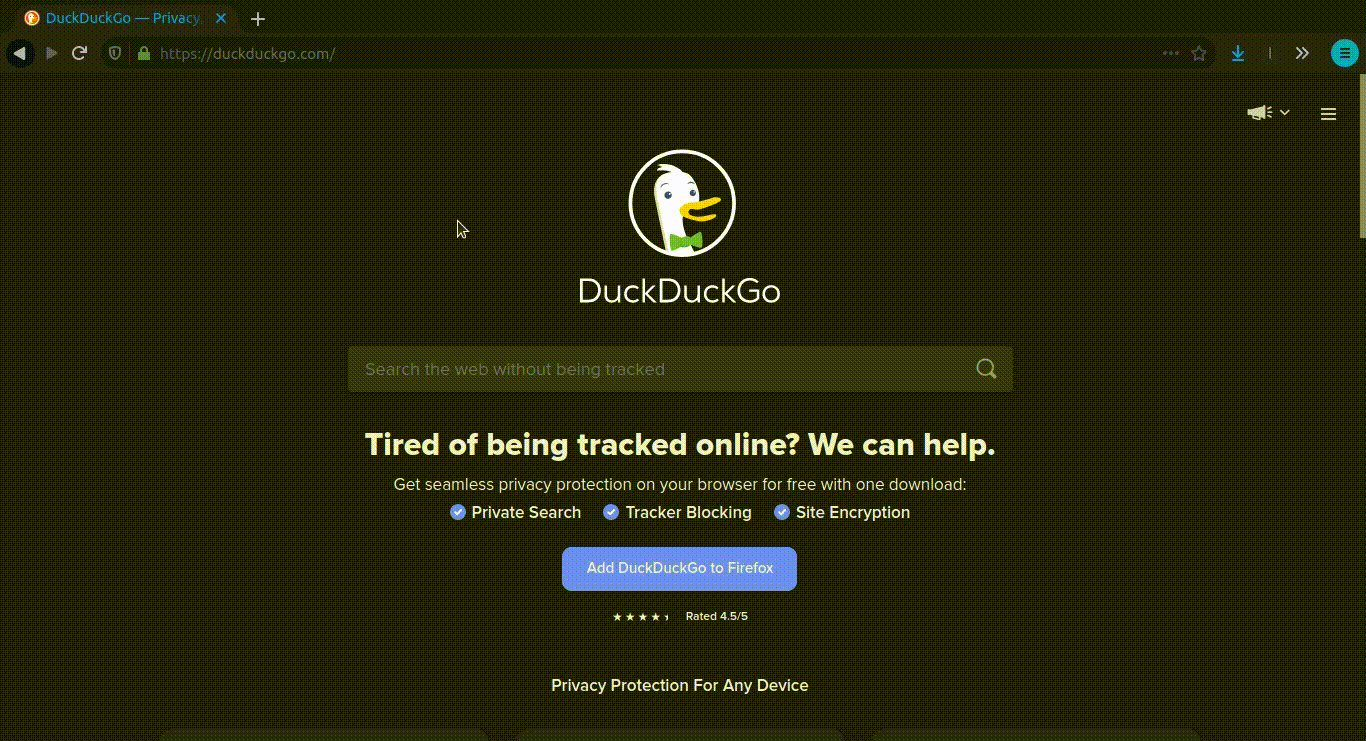 DuckDuckGo — Privacy
https://duckduckgo.com/
DuckDuckGo
Search the web without being tracked
Tired of being tracked online? We can help.
Get seamless privacy protection on your browser for free with one download:
Private Search Tracker Blocking Site Encryption
Add DuckDuckGo to Firefox
Rated 4.5/5
Privacy Protection For Any Device